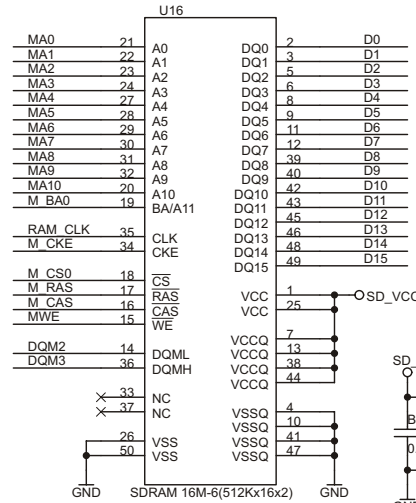 U16
MA0 21 A0 DQ0 2 D0
MA1 22 A1 DQ1 3 D1
MA2 23 A2 DQ2 5 D2
MA3 24 A3 DQ3 6 D3
MA4 27 A4 DQ4 8 D4
MA5 28 A5 DQ5 9 D5
MA6 29 A6 DQ6 11 D6
MA7 30 A7 DQ7 12 D7
MA8 31 A8 DQ8 39 D8
MA9 32 A9 DQ9 40 D9
MA10 20 A10 DQ10 42 D10
M_BA0 19 BA/A11 DQ11 43 D11
DQ12 45 D12
RAM_CLK 35 CLK DQ13 46 D13
M_CKE 34 CKE DQ14 48 D14
DQ15 49 D15
M_CS0 18 CS
M_RAS 17 RAS VCC 1 SD_VCC
M_CAS 16 CAS VCC 25
MWE 15 WE
VCCQ 7
DQM2 14 DQML VCCQ 13
DQM3 36 DQMH VCCQ 38
VCCQ 44
SD_
33 NC
37 NC VSSQ 4
VSSQ 10
26 VSS VSSQ 41
50 VSS VSSQ 47
B
0.
GND SDRAM 16M-6(512Kx16x2) GND